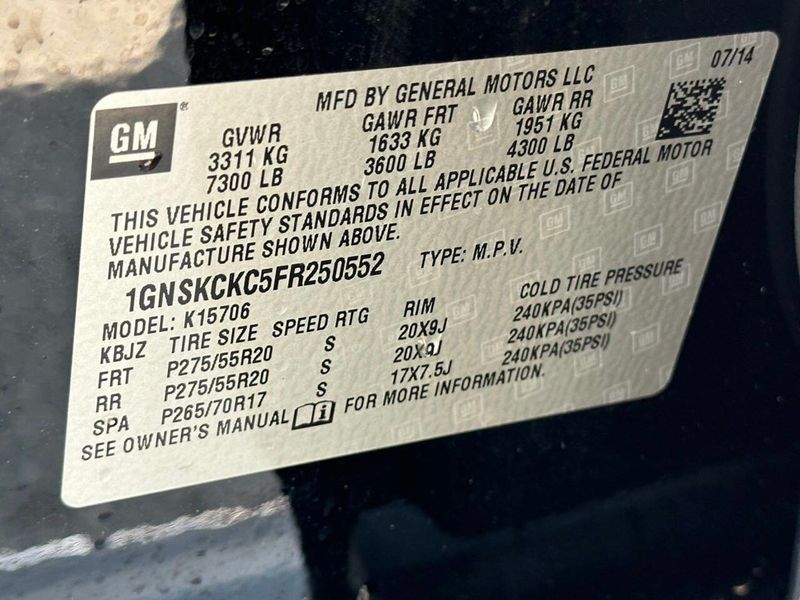 07/14
MFD BY GENERAL MOTORS LLC
GM
GVWR GAWR FRT GAWR RR
3311 KG 1633 KG 1951 KG
7300 LB 3600 LB 4300 LB
THIS VEHICLE CONFORMS TO ALL APPLICABLE U.S. FEDERAL MOTOR
VEHICLE SAFETY STANDARDS IN EFFECT ON THE DATE OF
MANUFACTURE SHOWN ABOVE.
1GNSKCKC5FR250552 TYPE: M.P.V.
MODEL: K15706
KBJZ TIRE SIZE SPEED RTG RIM COLD TIRE PRESSURE
FRT P275/55R20 S 20X9J 240KPA(35PSI)
RR P275/55R20 S 20X9J 240KPA(35PSI)
SPA P265/70R17 S 17X7.5J 240KPA(35PSI)
SEE OWNER'S MANUAL FOR MORE INFORMATION.